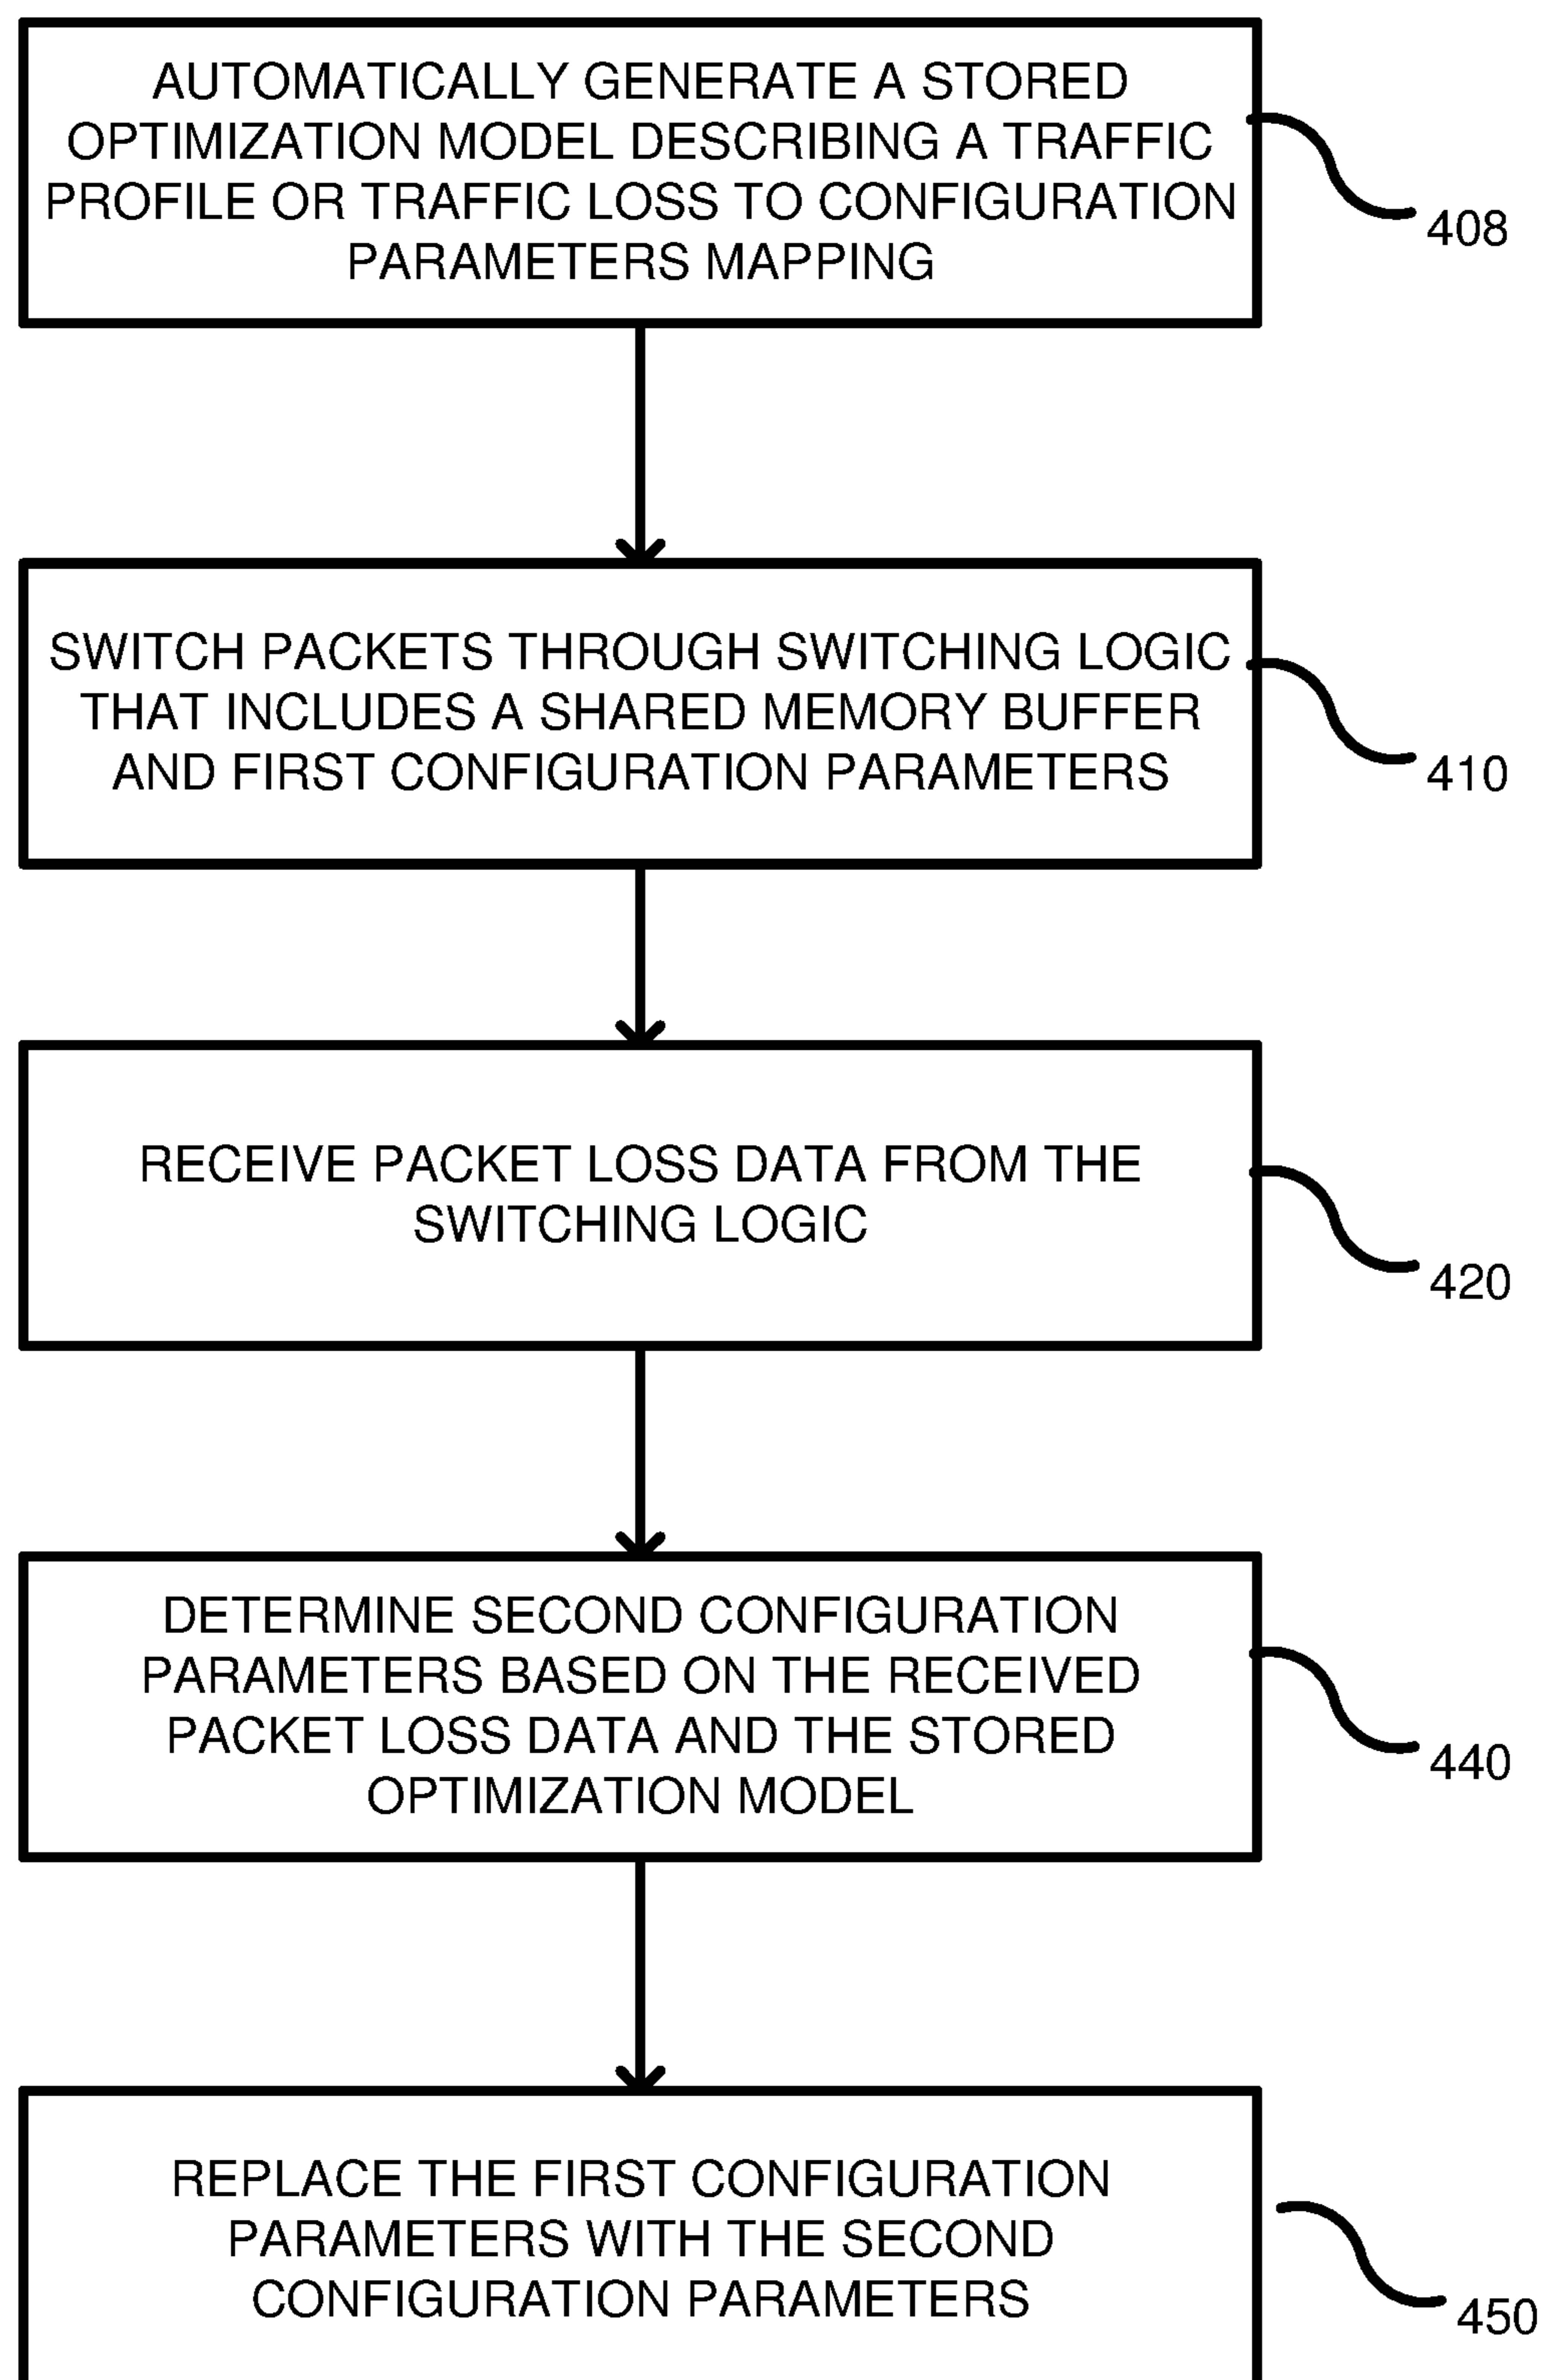 AUTOMATICALLY GENERATE A STORED
OPTIMIZATION MODEL DESCRIBING A TRAFFIC
PROFILE OR TRAFFIC LOSS TO CONFIGURATION
PARAMETERS MAPPING
408
SWITCH PACKETS THROUGH SWITCHING LOGIC
THAT INCLUDES A SHARED MEMORY BUFFER
AND FIRST CONFIGURATION PARAMETERS
410
RECEIVE PACKET LOSS DATA FROM THE
SWITCHING LOGIC
420
DETERMINE SECOND CONFIGURATION
PARAMETERS BASED ON THE RECEIVED
PACKET LOSS DATA AND THE STORED
OPTIMIZATION MODEL
440
REPLACE THE FIRST CONFIGURATION
PARAMETERS WITH THE SECOND
CONFIGURATION PARAMETERS
450